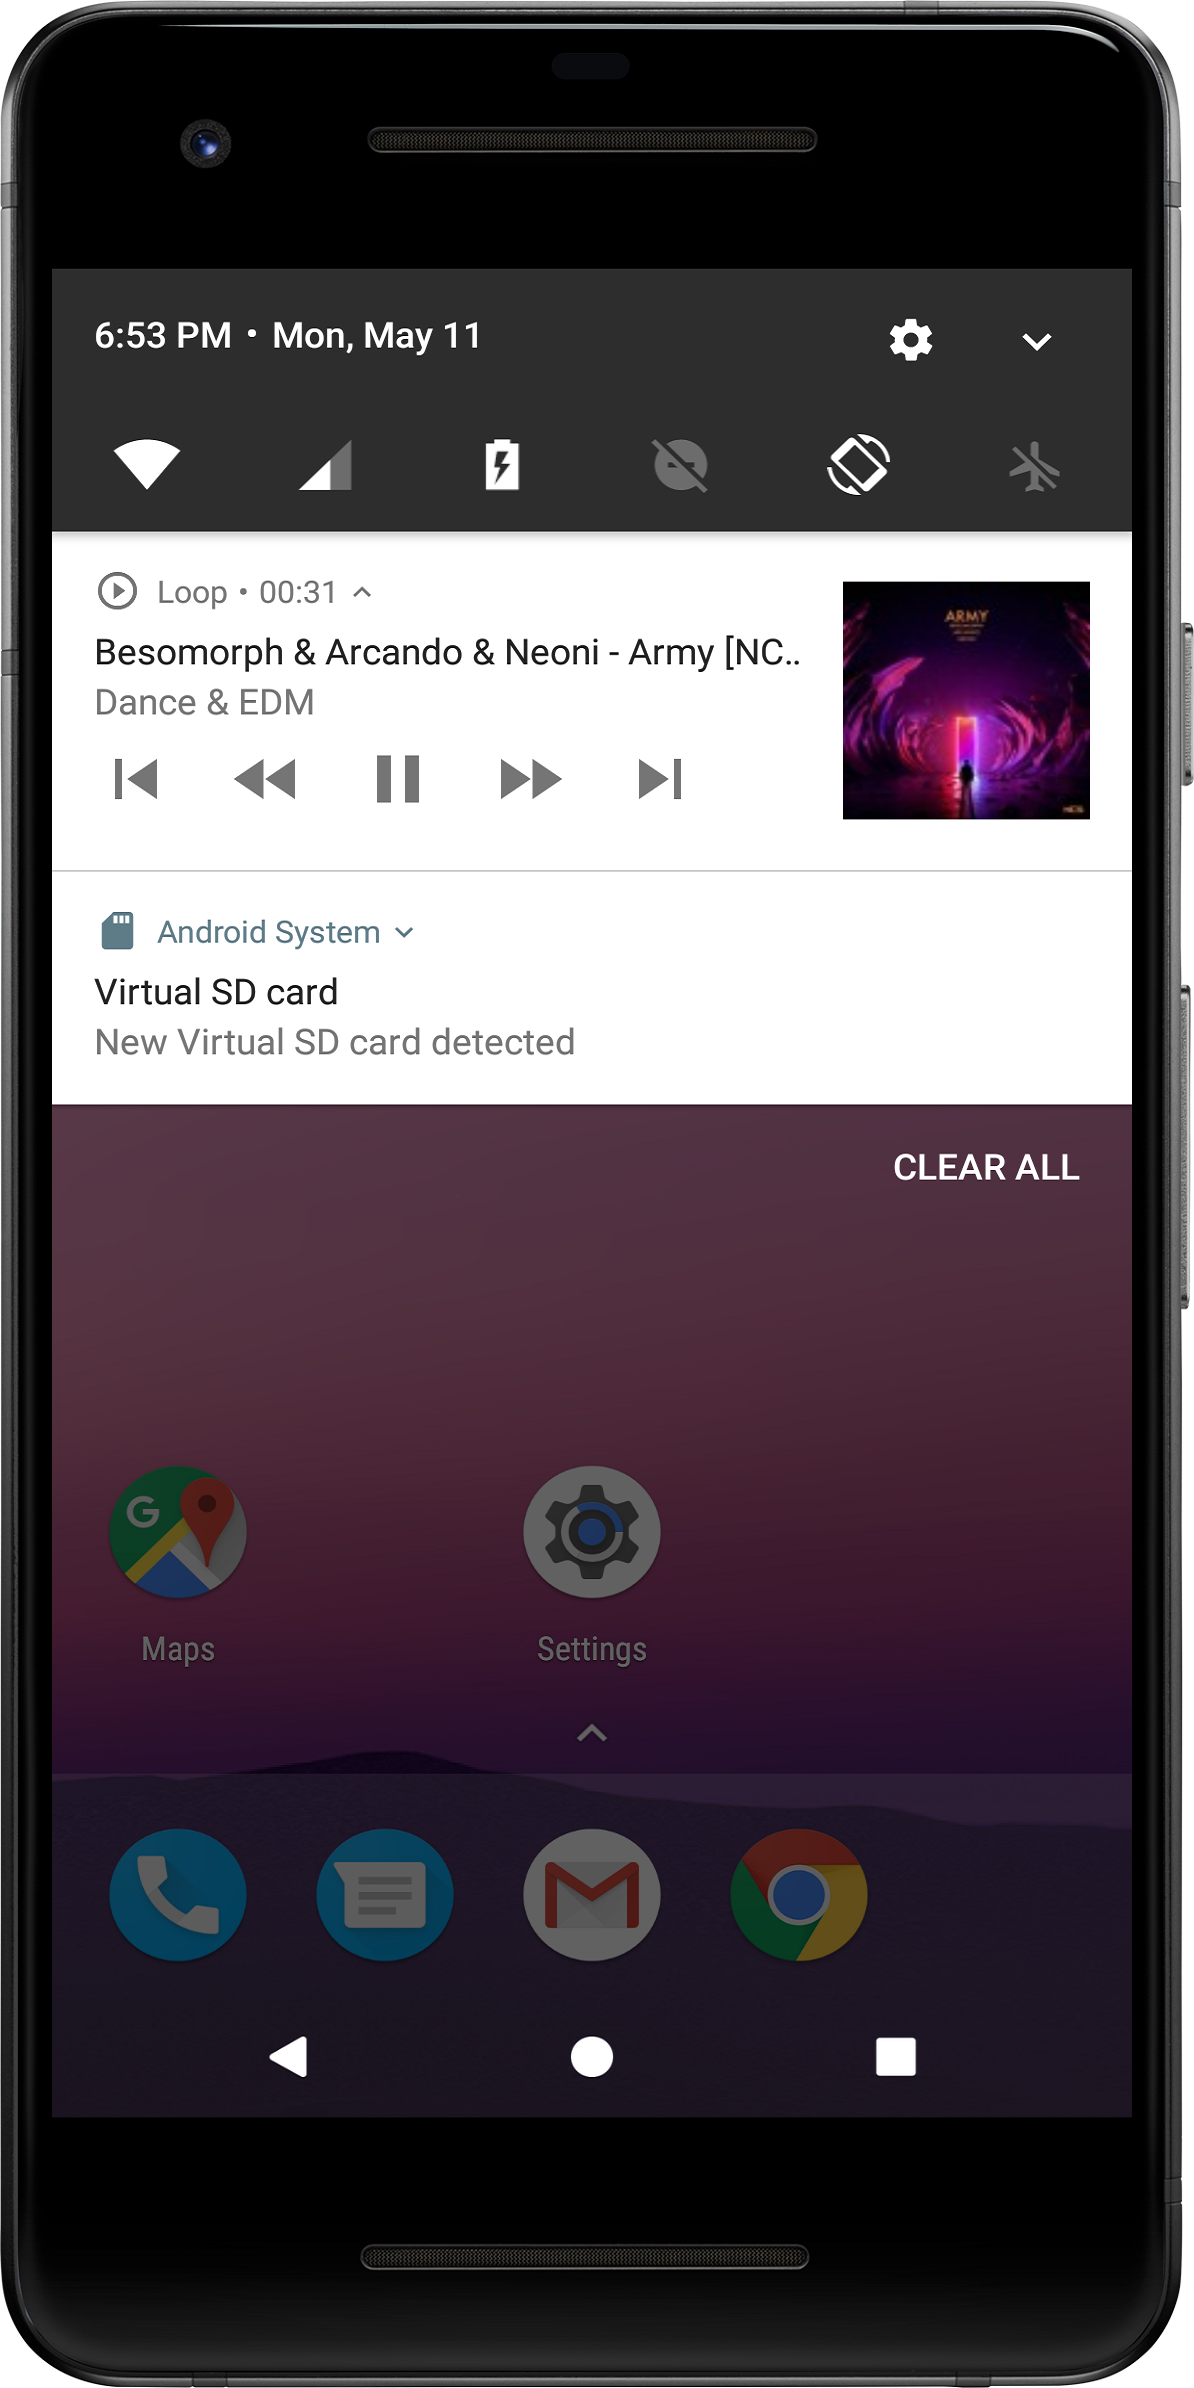 6:53 PM • Mon, May 11
Loop • 00:31
Besomorph & Arcando & Neoni - Army [NC..
Dance & EDM
ARMY
Android System
Virtual SD card
New Virtual SD card detected
CLEAR ALL
G
Maps
Settings